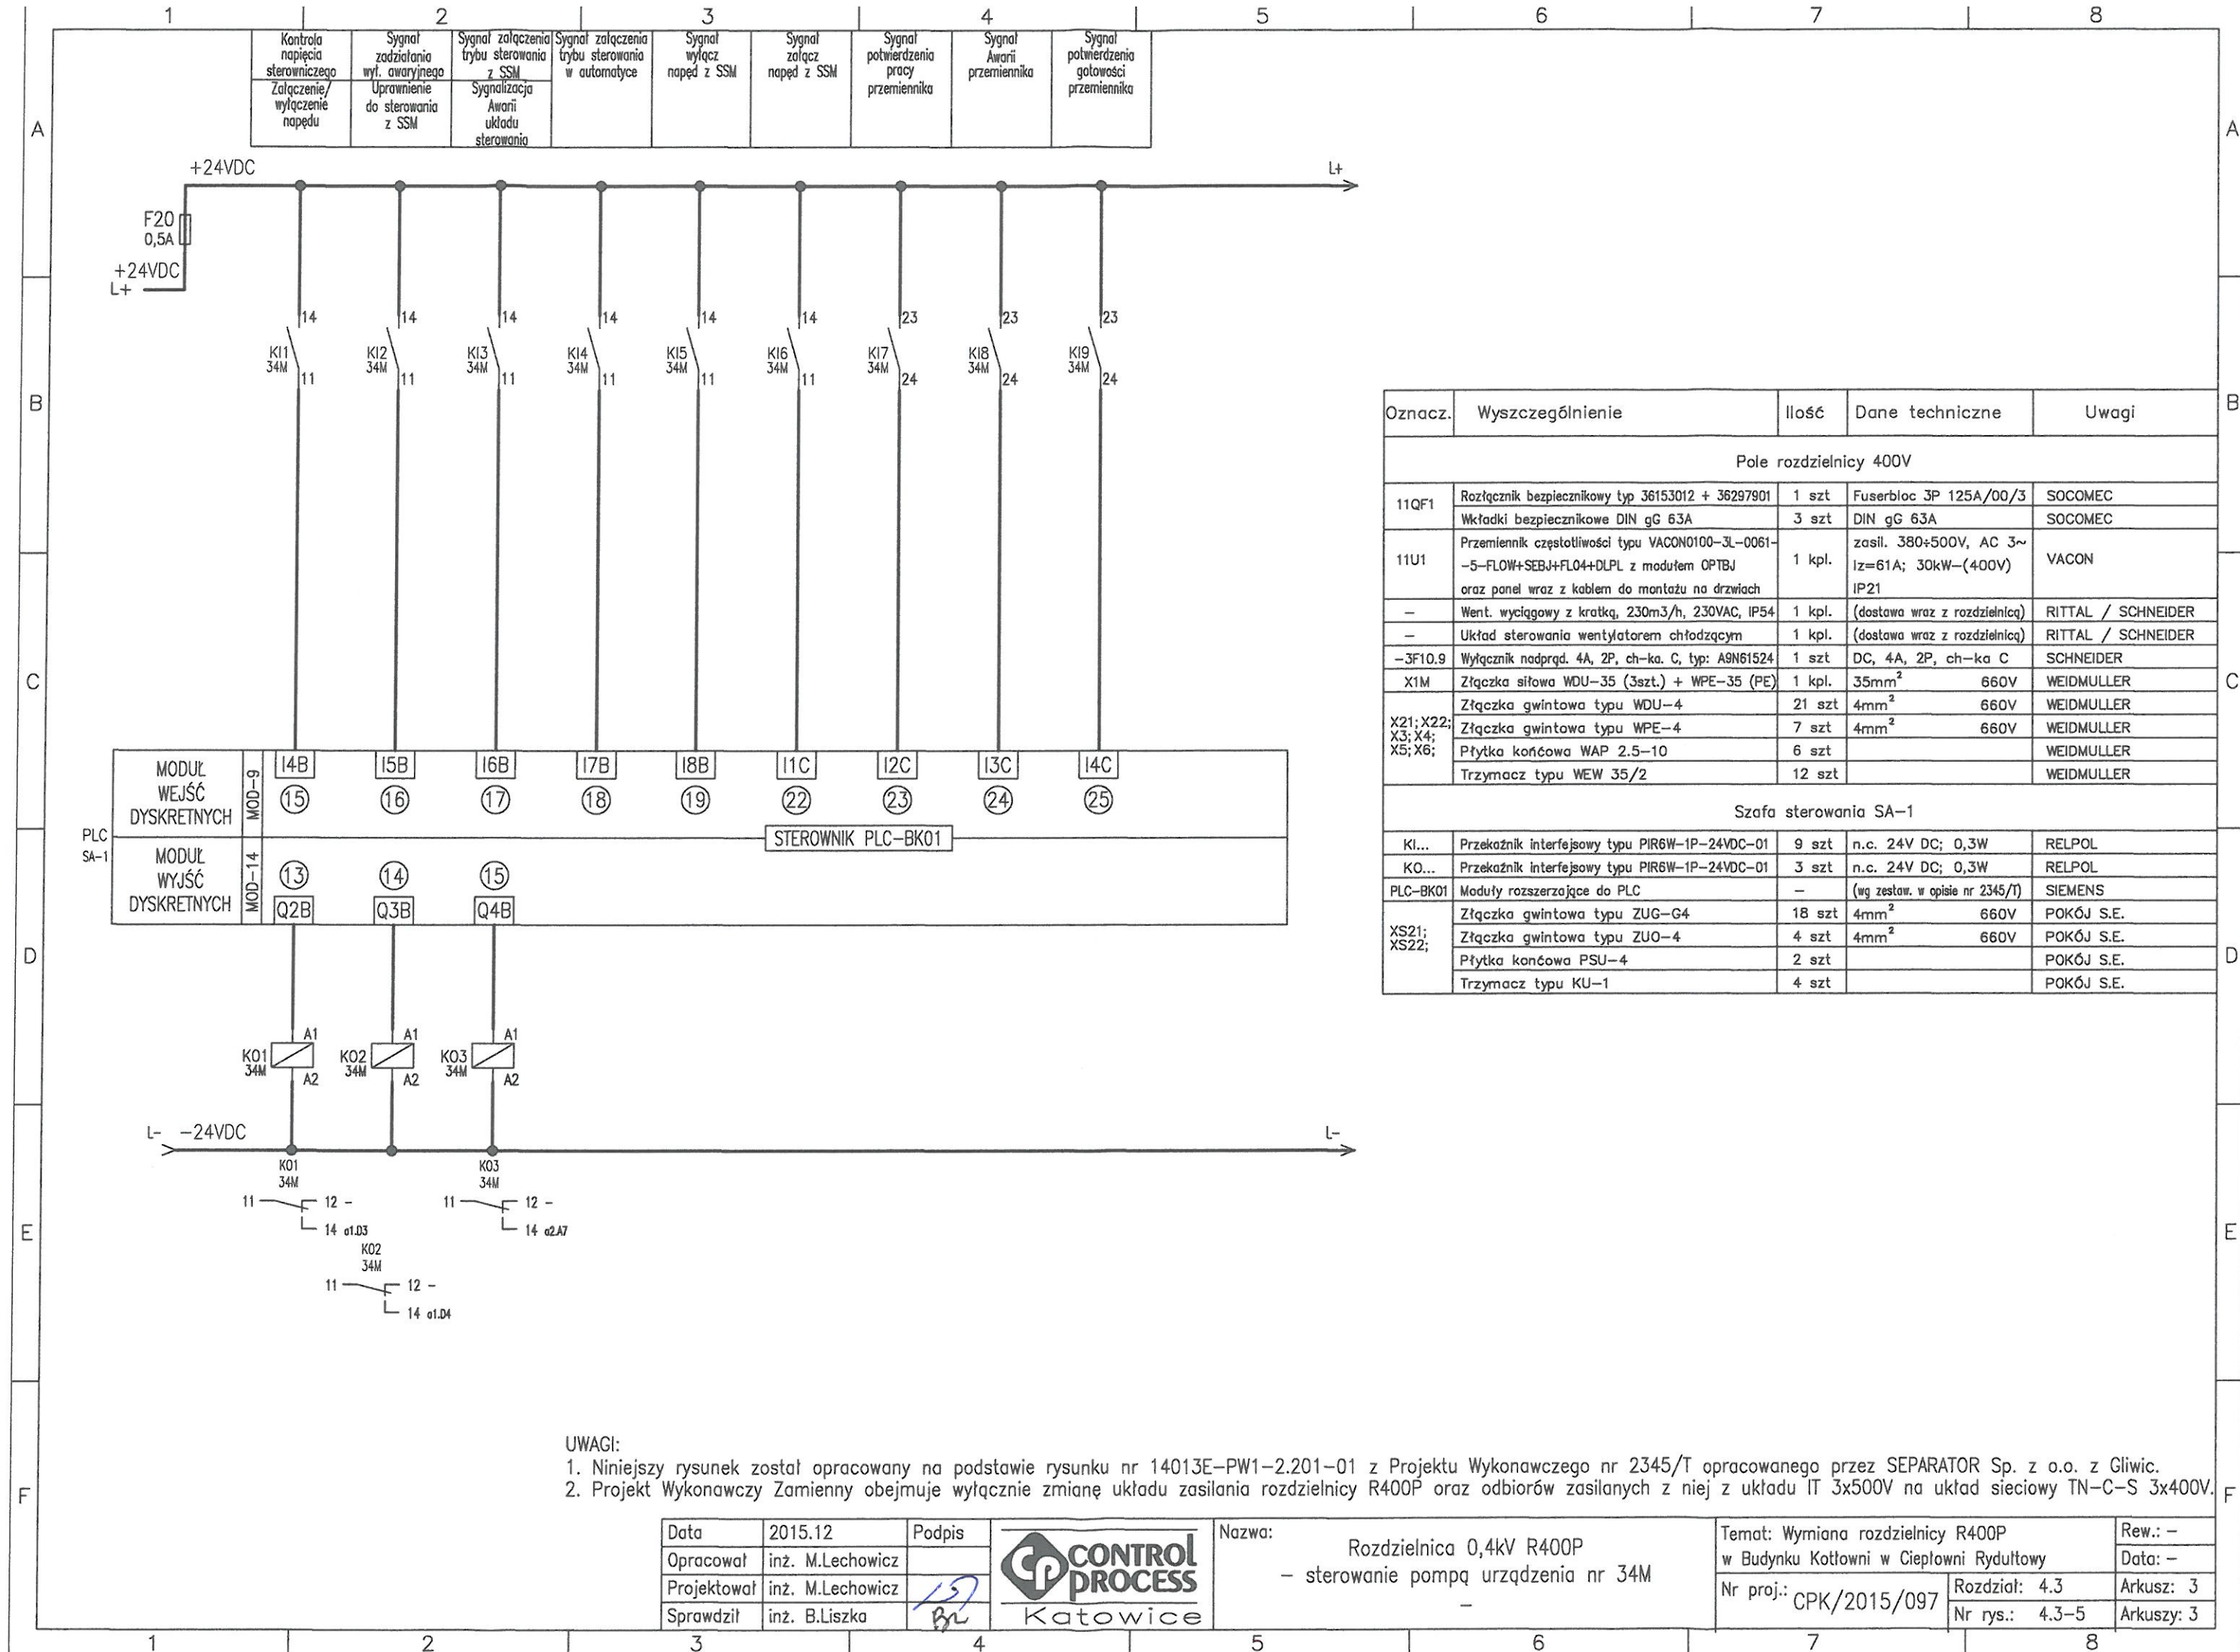 1 2 3 4 5 6 7 8
A A
B B
C C
D D
E E
F F
Kontrola
napięcia
sterowniczego
Załączenie/
wyłączenie
napędu
Sygnał
zadziałania
wył. awaryjnego
Uprawnienie
do sterowania
z SSM
Sygnał załączenia
trybu sterowania
z SSM
Sygnalizacja
Awarii
układu
sterowania
Sygnał załączenia
trybu sterowania
w automatyce
Sygnał
wyłącz
napęd z SSM
Sygnał
załącz
napęd z SSM
Sygnał
potwierdzenia
pracy
przemiennika
Sygnał
Awarii
przemiennika
Sygnał
potwierdzenia
gotowości
przemiennika
+24VDC L+
F20
0,5A
+24VDC
L+
14 14 14 14 14 14 23 23 23
KI1 KI2 KI3 KI4 KI5 KI6 KI7 KI8 KI9
34M 34M 34M 34M 34M 34M 34M 34M 34M
11 11 11 11 11 11 24 24 24
MODUŁ
WEJŚĆ
DYSKRETNYCH
MOD-9
I4B I5B I6B I7B I8B I1C I2C I3C I4C
15 16 17 18 19 22 23 24 25
PLC
SA-1
STEROWNIK PLC-BK01
MODUŁ
WYJŚĆ
DYSKRETNYCH
MOD-14
13 14 15
Q2B Q3B Q4B
A1 A1 A1
K01 K02 K03
34M 34M 34M
A2 A2 A2
L- -24VDC L-
K01
34M
11 12 -
14 a1.D3
K03
34M
11 12 -
14 a2.A7
K02
34M
11 12 -
14 a1.D4
Oznacz. Wyszczególnienie Ilość Dane techniczne Uwagi
Pole rozdzielnicy 400V
11QF1 Rozłącznik bezpiecznikowy typ 36153012 + 36297901 1 szt Fuserbloc 3P 125A/00/3 SOCOMEC
Wkładki bezpiecznikowe DIN gG 63A 3 szt DIN gG 63A SOCOMEC
11U1 Przemiennik częstotliwości typu VACON0100-3L-0061- 1 kpl. zasil. 380÷500V, AC 3~ VACON
-5-FLOW+SEBJ+FL04+DLPL z modułem OPTBJ Iz=61A; 30kW-(400V)
oraz panel wraz z kablem do montażu na drzwiach IP21
- Went. wyciągowy z kratką, 230m3/h, 230VAC, IP54 1 kpl. (dostawa wraz z rozdzielnicą) RITTAL / SCHNEIDER
- Układ sterowania wentylatorem chłodzącym 1 kpl. (dostawa wraz z rozdzielnicą) RITTAL / SCHNEIDER
-3F10.9 Wyłącznik nadprąd. 4A, 2P, ch-ka. C, typ: A9N61524 1 szt DC, 4A, 2P, ch-ka C SCHNEIDER
X1M Złączka siłowa WDU-35 (3szt.) + WPE-35 (PE) 1 kpl. 35mm² 660V WEIDMULLER
X21; X22;
X3; X4;
X5; X6;
Złączka gwintowa typu WDU-4 21 szt 4mm² 660V WEIDMULLER
Złączka gwintowa typu WPE-4 7 szt 4mm² 660V WEIDMULLER
Płytka końćowa WAP 2.5-10 6 szt WEIDMULLER
Trzymacz typu WEW 35/2 12 szt WEIDMULLER
Szafa sterowania SA-1
KI... Przekaźnik interfejsowy typu PIR6W-1P-24VDC-01 9 szt n.c. 24V DC; 0,3W RELPOL
KO... Przekaźnik interfejsowy typu PIR6W-1P-24VDC-01 3 szt n.c. 24V DC; 0,3W RELPOL
PLC-BK01 Moduły rozszerzające do PLC - (wg zestaw. w opisie nr 2345/T) SIEMENS
XS21;
XS22;
Złączka gwintowa typu ZUG-G4 18 szt 4mm² 660V POKÓJ S.E.
Złączka gwintowa typu ZUO-4 4 szt 4mm² 660V POKÓJ S.E.
Płytka konćowa PSU-4 2 szt POKÓJ S.E.
Trzymacz typu KU-1 4 szt POKÓJ S.E.
UWAGI:
1. Niniejszy rysunek został opracowany na podstawie rysunku nr 14013E-PW1-2.201-01 z Projektu Wykonawczego nr 2345/T opracowanego przez SEPARATOR Sp. z o.o. z Gliwic.
2. Projekt Wykonawczy Zamienny obejmuje wyłącznie zmianę układu zasilania rozdzielnicy R400P oraz odbiorów zasilanych z niej z układu IT 3x500V na układ sieciowy TN-C-S 3x400V.
Data 2015.12 Podpis
Opracował inż. M.Lechowicz
Projektował inż. M.Lechowicz
Sprawdził inż. B.Liszka
CP CONTROL
PROCESS
Katowice
Nazwa:
Rozdzielnica 0,4kV R400P
- sterowanie pompą urządzenia nr 34M
-
Temat: Wymiana rozdzielnicy R400P
w Budynku Kotłowni w Ciepłowni Rydułtowy
Nr proj.: CPK/2015/097
Rozdział: 4.3
Nr rys.: 4.3-5
Rew.: -
Data: -
Arkusz: 3
Arkuszy: 3
1 2 3 4 5 6 7 8